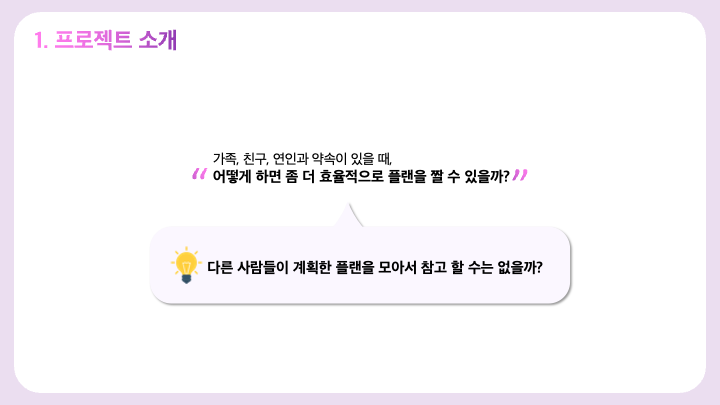 1. 프로젝트 소개
가족, 친구, 연인과 약속이 있을 때,
“ 어떻게 하면 좀 더 효율적으로 플랜을 짤 수 있을까? ”
다른 사람들이 계획한 플랜을 모아서 참고 할 수는 없을까?